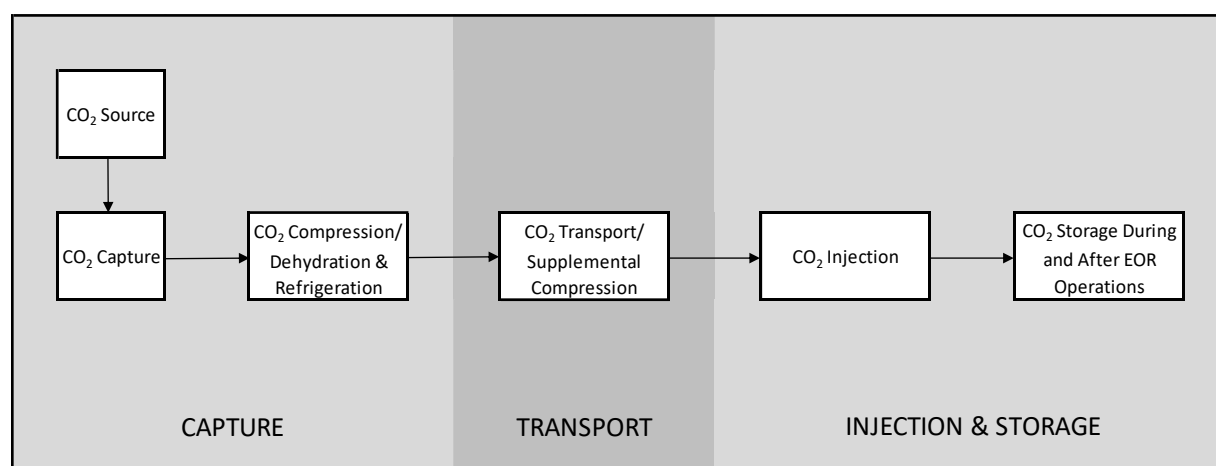 CO₂ Source
CO₂ Capture
CO₂ Compression/
Dehydration &
Refrigeration
CO₂ Transport/
Supplemental
Compression
CO₂ Injection
CO₂ Storage During
and After EOR
Operations
CAPTURE
TRANSPORT
INJECTION & STORAGE